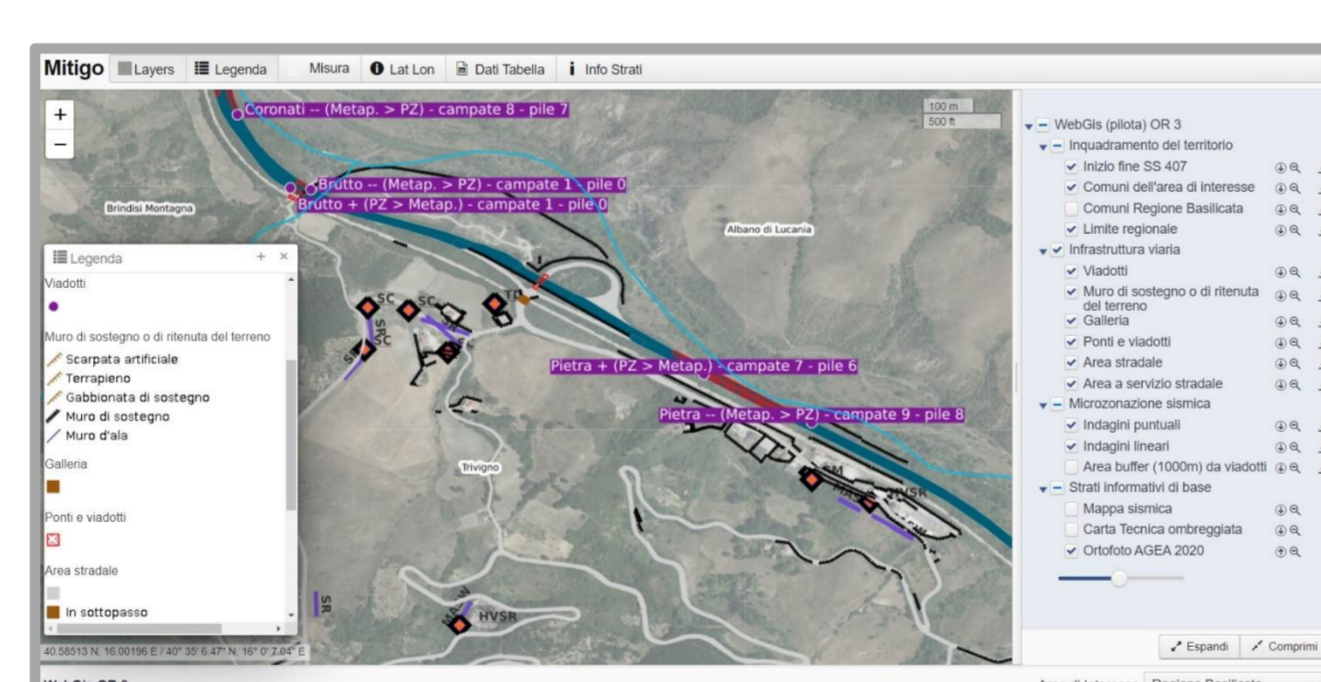 Mitigo Layers Legenda Misura Lat Lon Dati Tabella Info Strati
+
−
Coronati -- (Metap. > PZ) - campate 8 - pile 7
100 m
500 ft
Brutto -- (Metap. > PZ) - campate 1 - pile 0
Brutto + (PZ > Metap.) - campate 1 - pile 0
Brindisi Montagna
Albano di Lucania
Legenda + ×
Viadotti
Muro di sostegno o di ritenuta del terreno
Scarpata artificiale
Terrapieno
Gabbionata di sostegno
Muro di sostegno
Muro d'ala
Galleria
Ponti e viadotti
Area stradale
In sottopasso
SC
SC
SR
SC
Pietra + (PZ > Metap.) - campate 7 - pile 6
Pietra -- (Metap. > PZ) - campate 9 - pile 8
Trivigno
SM
HVSR
SR
HVSR
40.58513 N, 16.00196 E / 40° 35' 6.47" N, 16° 0' 7.04" E
WebGis (pilota) OR 3
Inquadramento del territorio
Inizio fine SS 407
Comuni dell'area di interesse
Comuni Regione Basilicata
Limite regionale
Infrastruttura viaria
Viadotti
Muro di sostegno o di ritenuta
del terreno
Galleria
Ponti e viadotti
Area stradale
Area a servizio stradale
Microzonazione sismica
Indagini puntuali
Indagini lineari
Area buffer (1000m) da viadotti
Strati informativi di base
Mappa sismica
Carta Tecnica ombreggiata
Ortofoto AGEA 2020
Espandi Comprimi